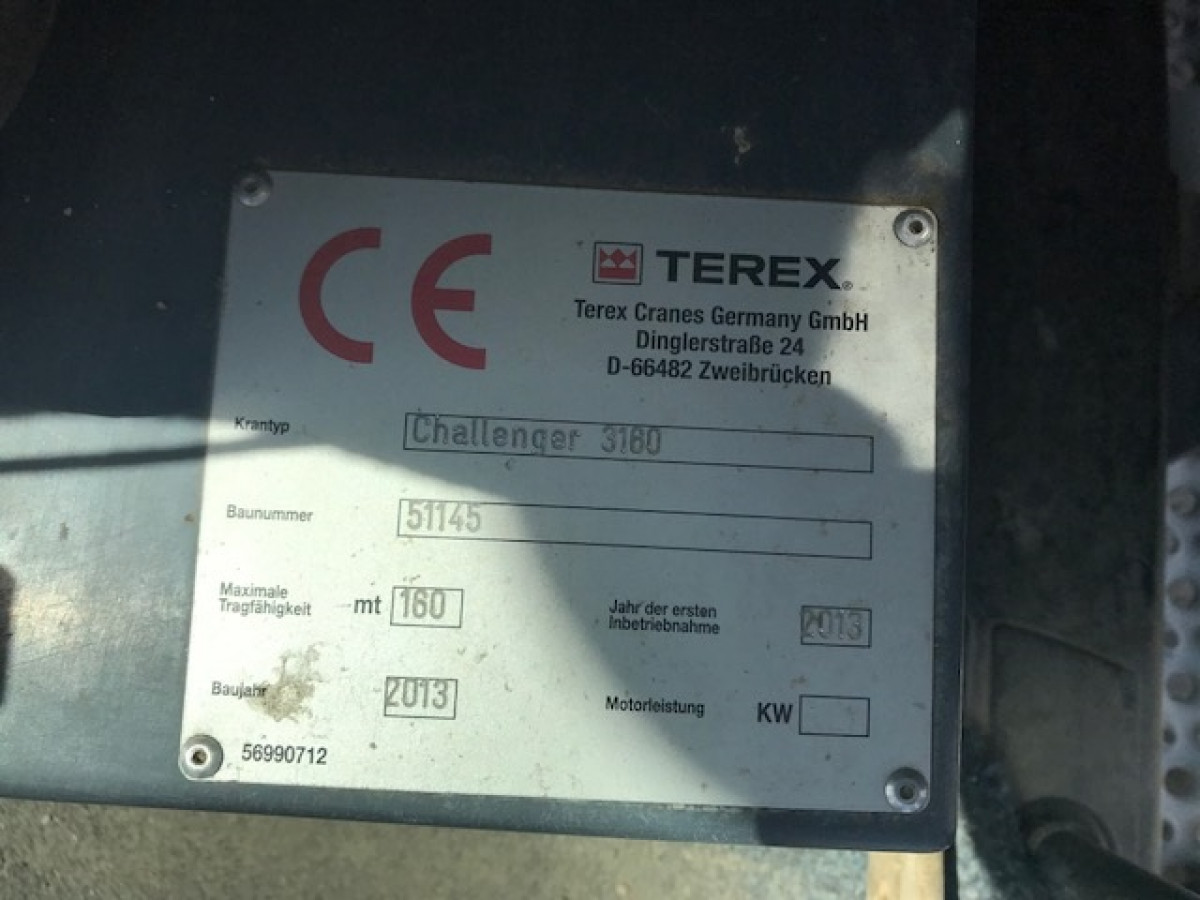 CE
TEREX®
Terex Cranes Germany GmbH
Dinglerstraße 24
D-66482 Zweibrücken
Krantyp Challenger 3160
Baunummer 51145
Maximale
Tragfähigkeit mt 160
Jahr der ersten
Inbetriebnahme 2013
Baujahr 2013
Motorleistung KW
56990712